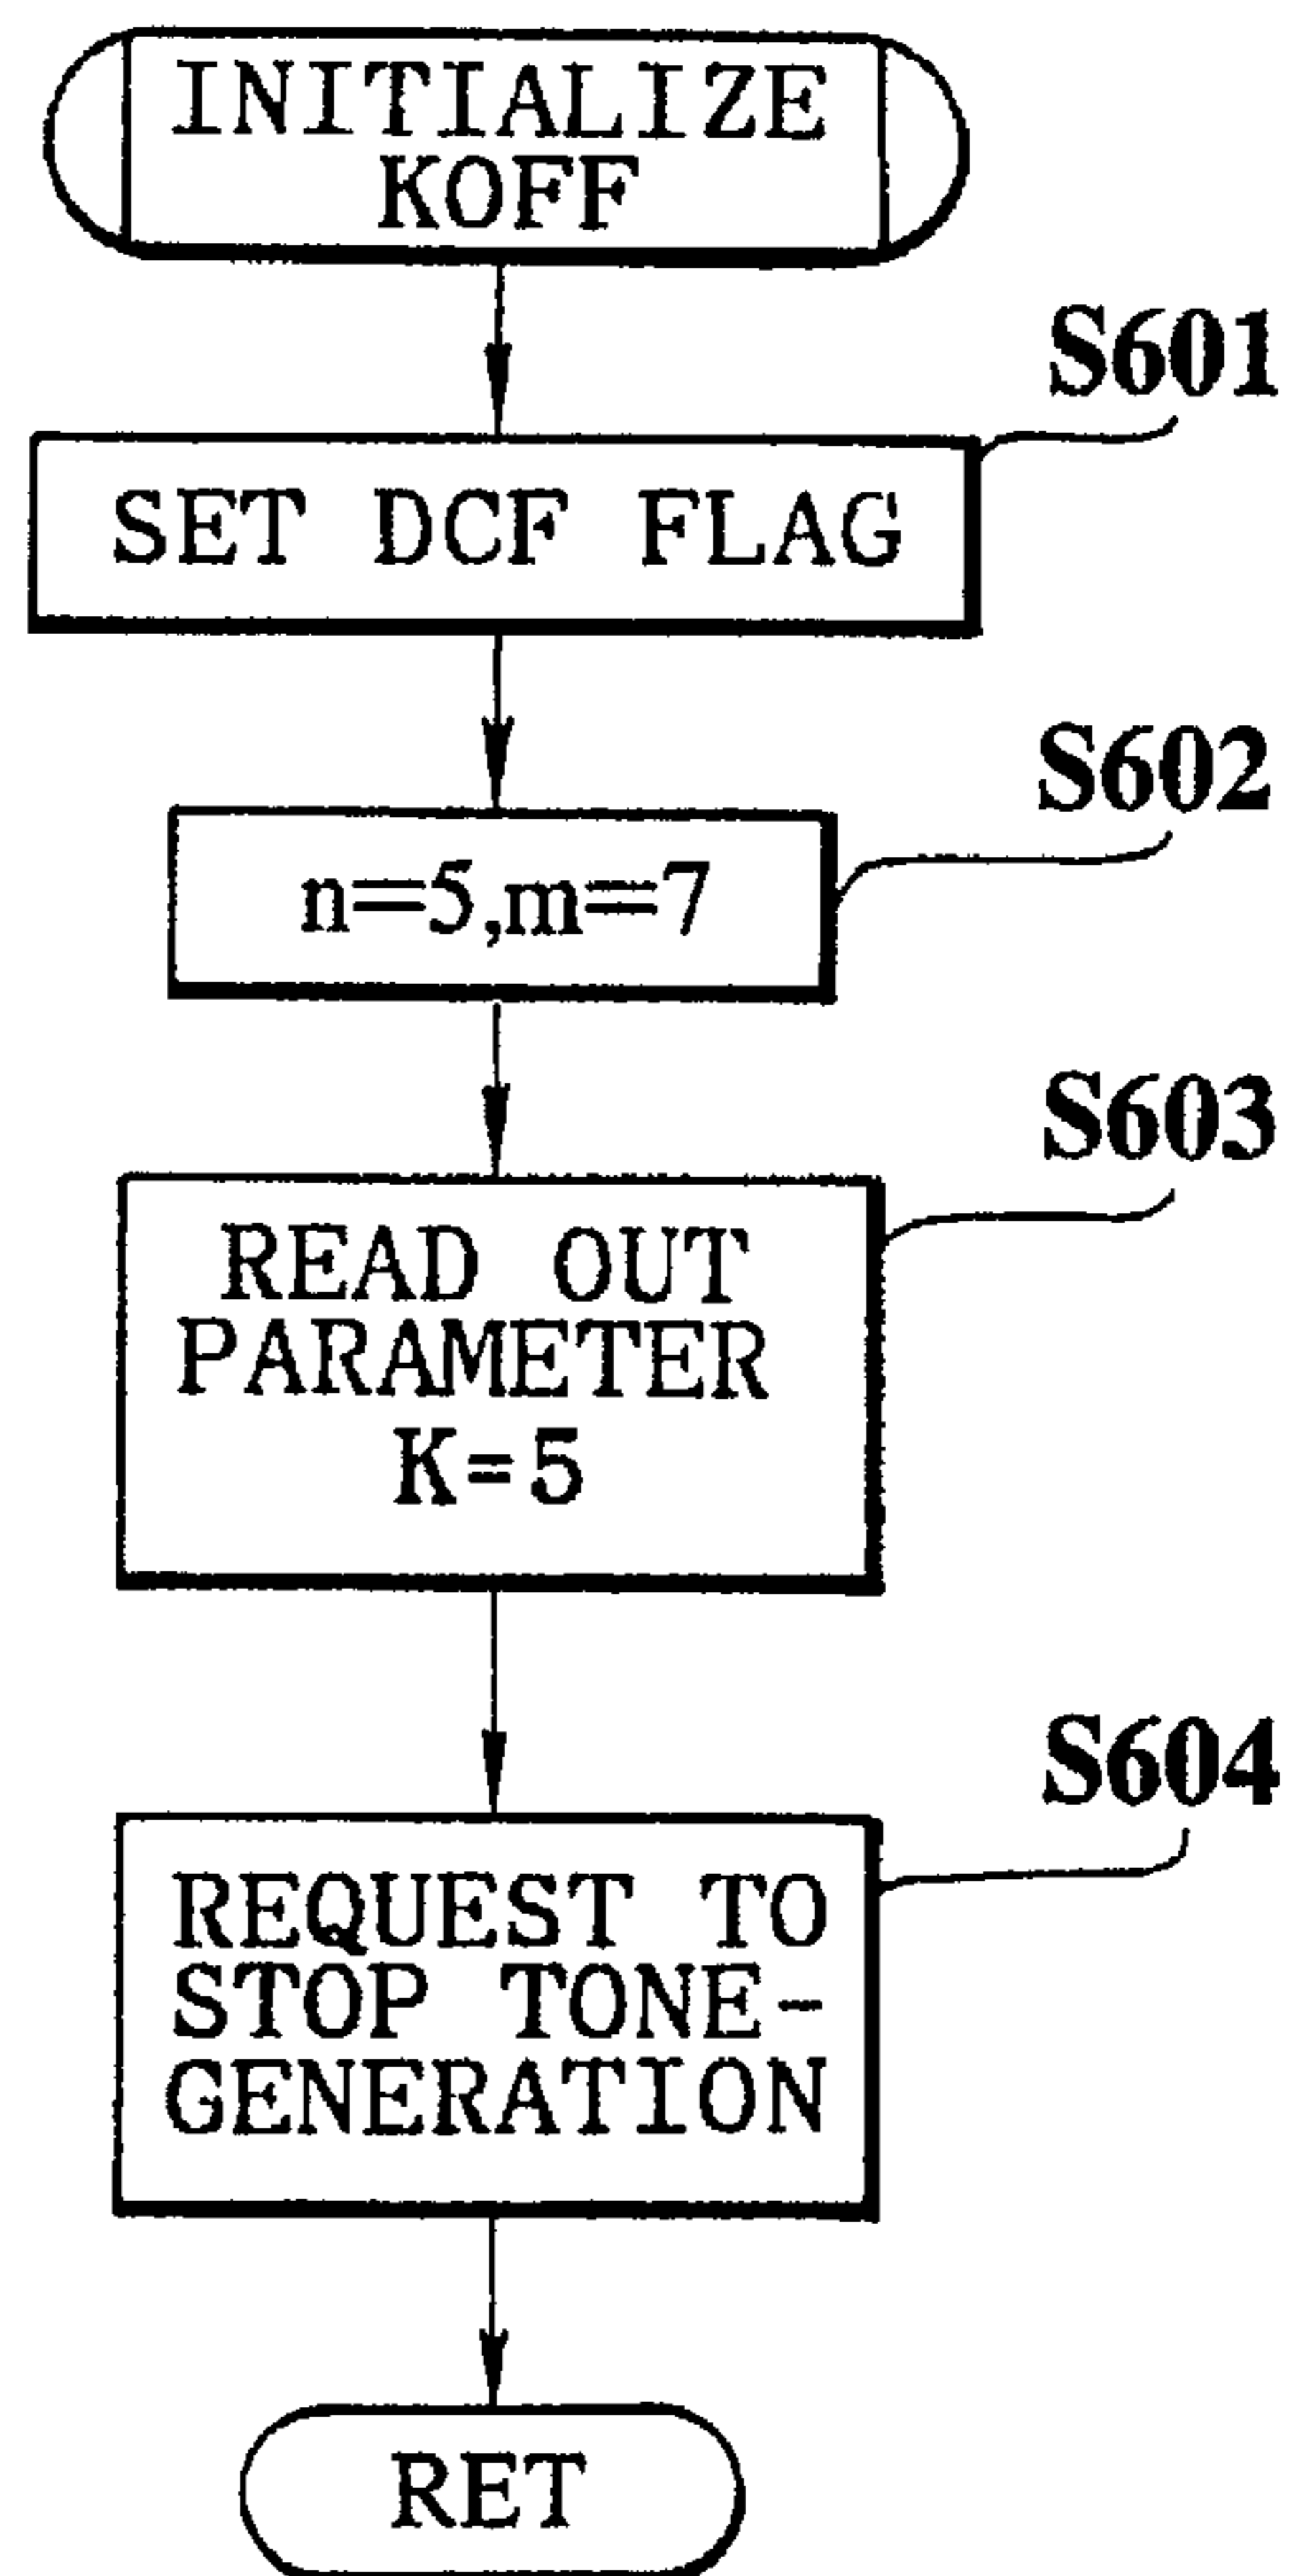 INITIALIZE
KOFF
S601
SET DCF FLAG
S602
n=5,m=7
S603
READ OUT
PARAMETER
K=5
S604
REQUEST TO
STOP TONE-
GENERATION
RET